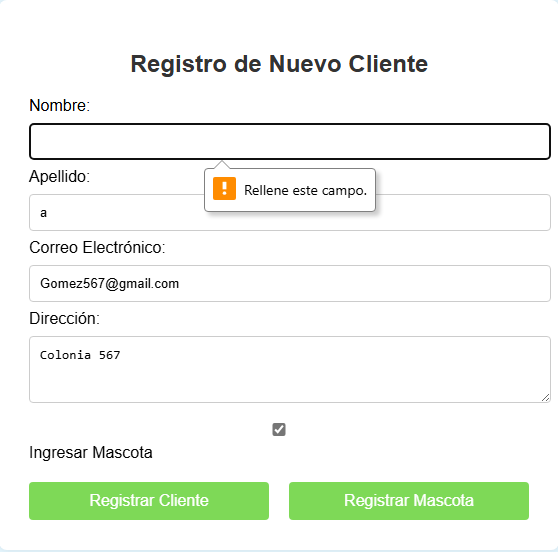 Registro de Nuevo Cliente
Nombre:
Rellene este campo.
Apellido:
a
Correo Electrónico:
Gomez567@gmail.com
Dirección:
Colonia 567
Ingresar Mascota
Registrar Cliente
Registrar Mascota